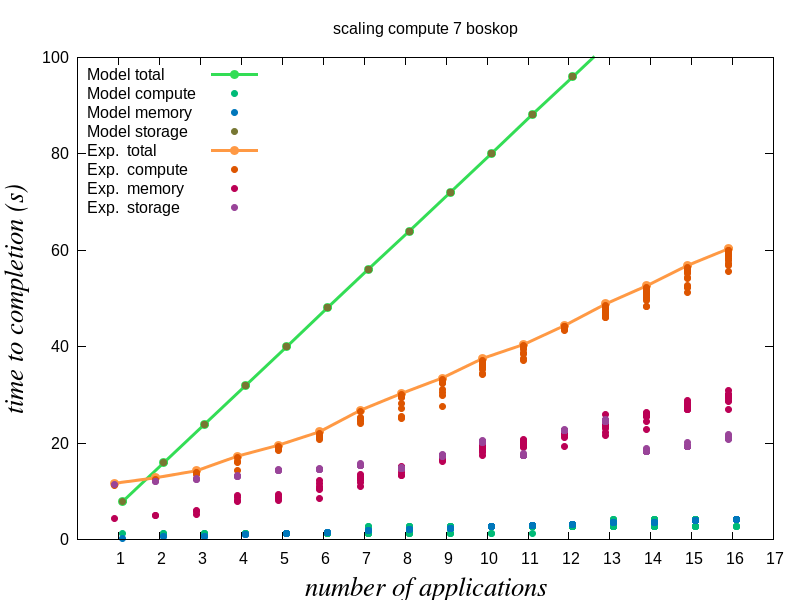 scaling compute 7 boskop
100
80
60
40
20
0
Model total
Model compute
Model memory
Model storage
Exp. total
Exp. compute
Exp. memory
Exp. storage
time to completion (s)
1 2 3 4 5 6 7 8 9 10 11 12 13 14 15 16 17
number of applications